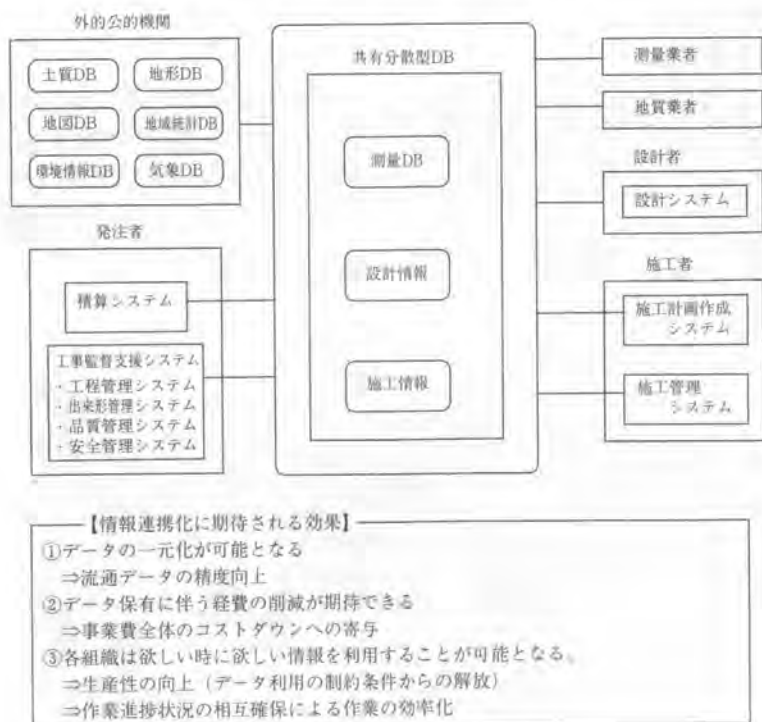 外的公的機関
土質DB
地形DB
地図DB
地域統計DB
環境情報DB
気象DB
発注者
積算システム
工事監督支援システム
・工程管理システム
・出来形管理システム
・品質管理システム
・安全管理システム
共有分散型DB
測量DB
設計情報
施工情報
測量業者
地質業者
設計者
設計システム
施工者
施工計画作成
システム
施工管理
システム
【情報連携化に期待される効果】
①データの一元化が可能となる
⇒流通データの精度向上
②データ保有に伴う経費の削減が期待できる
⇒事業費全体のコストダウンへの寄与
③各組織は欲しい時に欲しい情報を利用することが可能となる。
⇒生産性の向上（データ利用の制約条件からの解放）
⇒作業進捗状況の相互確保による作業の効率化